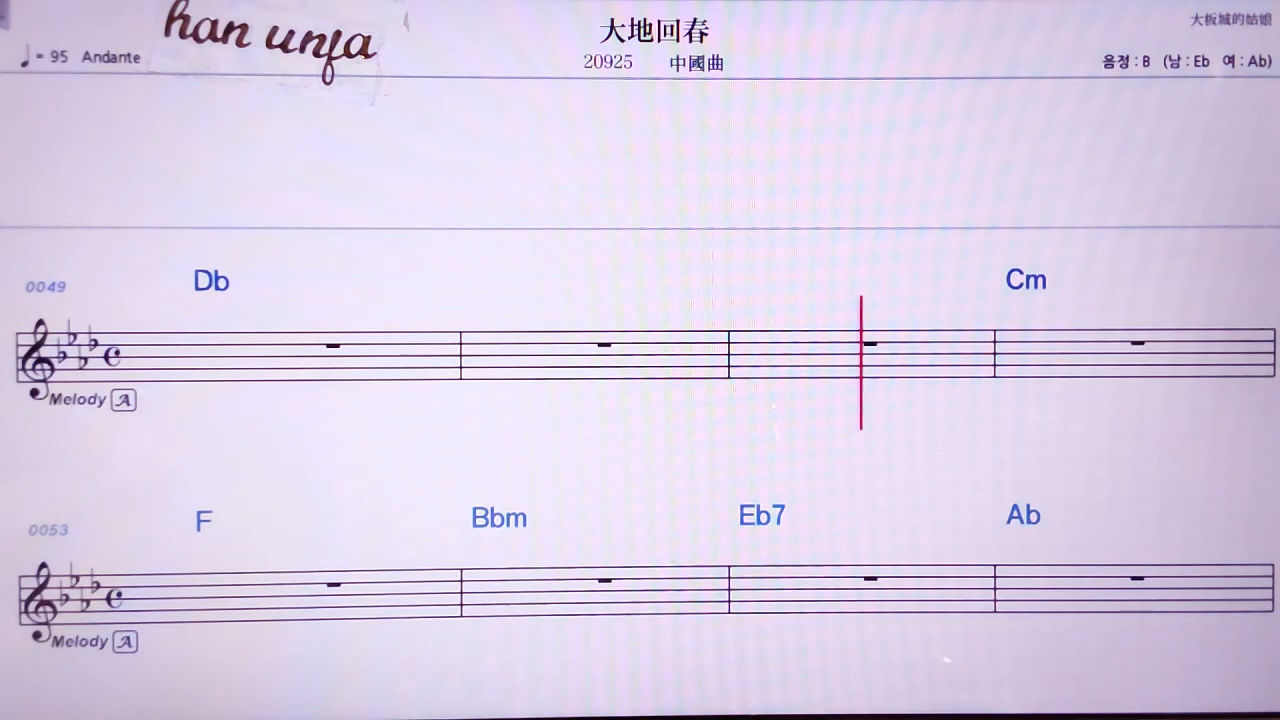 han unfa
大地回春
大板城的姑娘
♩= 95 Andante
20925 中國曲
음정 : B (남 : Eb 여 : Ab)
0049 Db Cm
Melody A
0053 F Bbm Eb7 Ab
Melody A